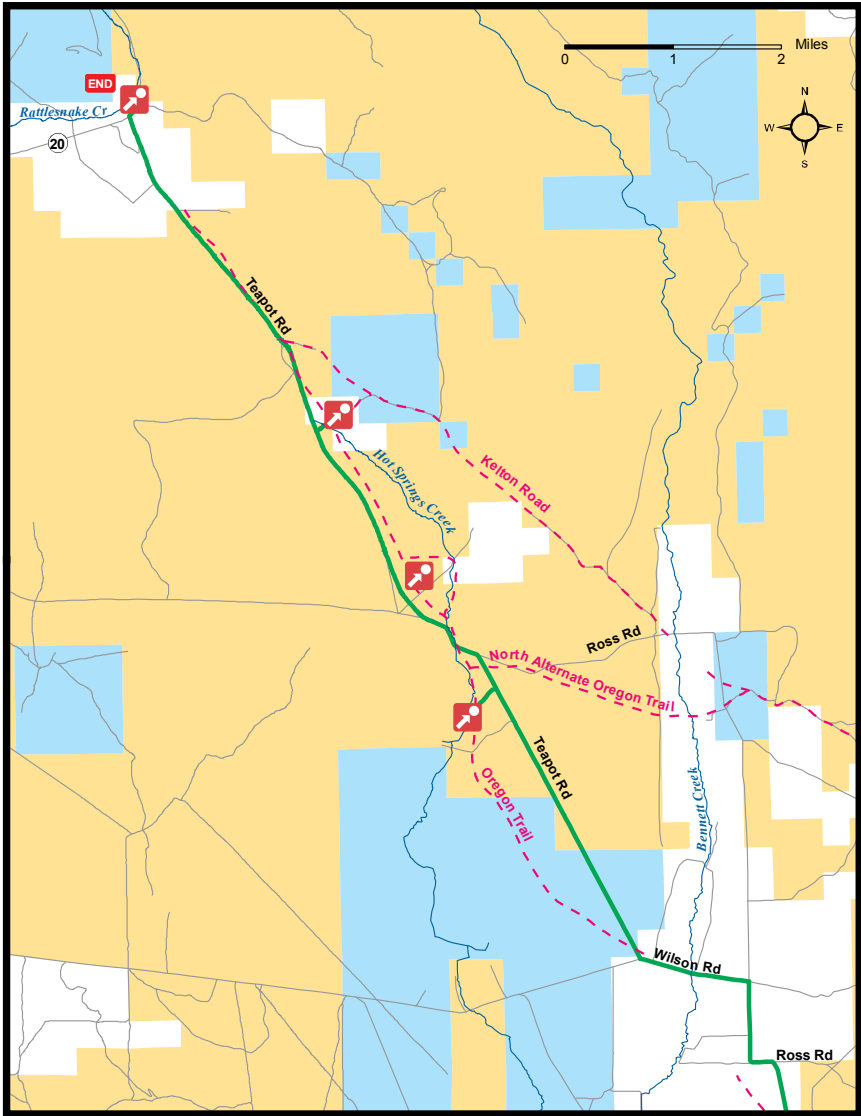 Miles
0 1 2
N
W E
S
END
Rattlesnake Cr
20
Teapot Rd
Hot Springs Creek
Kelton Road
Ross Rd
North Alternate Oregon Trail
Teapot Rd
Oregon Trail
Bennett Creek
Wilson Rd
Ross Rd